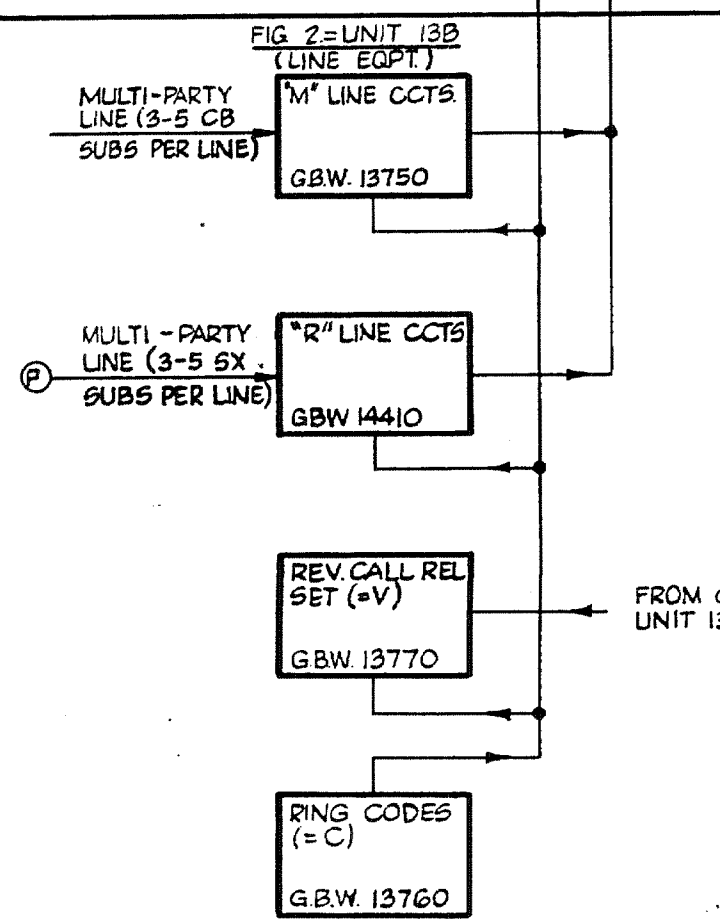 FIG 2.=UNIT 13B
(LINE EQPT.)
MULTI-PARTY
LINE (3-5 CB
SUBS PER LINE)
"M" LINE CCTS.
G.B.W. 13750
MULTI-PARTY
LINE (3-5 SX
SUBS PER LINE)
P
"R" LINE CCTS
GBW 14410
REV. CALL REL
SET (=V)
G.B.W. 13770
FROM
UNIT
RING CODES
(=C)
G.B.W. 13760